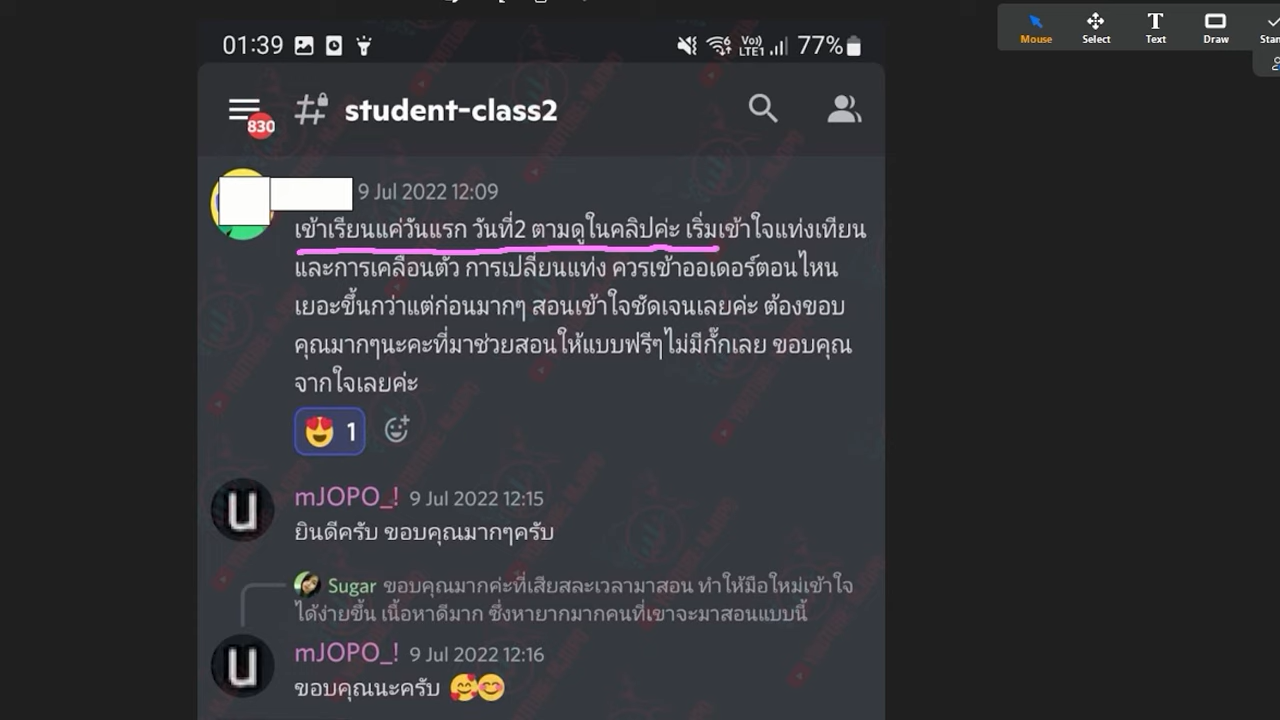 01:39
Vo)) LTE1 77%
Mouse Select Text Draw
# student-class2
830
9 Jul 2022 12:09
เข้าเรียนแค่วันแรก วันที่2 ตามดูในคลิปค่ะ เริ่มเข้าใจแท่งเทียน
และการเคลื่อนตัว การเปลี่ยนแท่ง ควรเข้าออเดอร์ตอนไหน
เยอะขึ้นกว่าแต่ก่อนมากๆ สอนเข้าใจชัดเจนเลยค่ะ ต้องขอบ
คุณมากๆนะคะที่มาช่วยสอนให้แบบฟรีๆไม่มีกั๊กเลย ขอบคุณ
จากใจเลยค่ะ
1
mJOPO_! 9 Jul 2022 12:15
ยินดีครับ ขอบคุณมากๆครับ
Sugar ขอบคุณมากค่ะที่เสียสละเวลามาสอน ทำให้มือใหม่เข้าใจ
ได้ง่ายขึ้น เนื้อหาดีมาก ซึ่งหายากมากคนที่เขาจะมาสอนแบบนี้
mJOPO_! 9 Jul 2022 12:16
ขอบคุณนะครับ